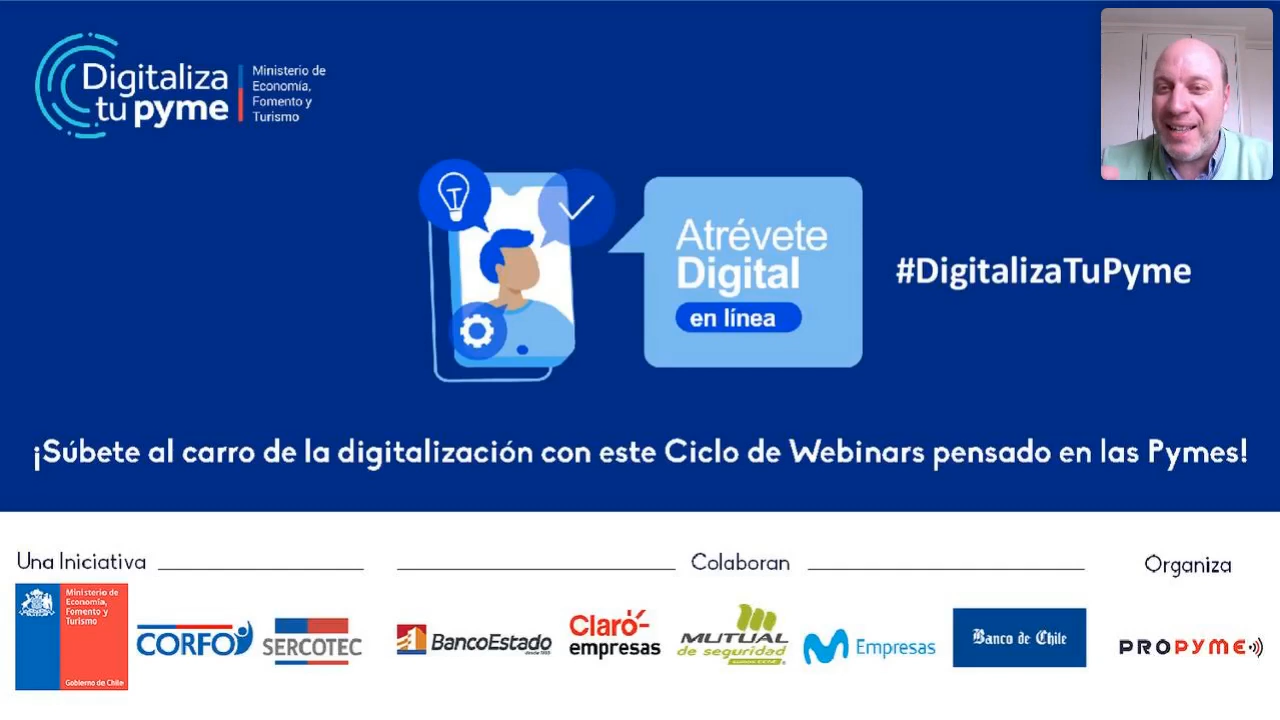 Digitaliza
tu pyme
Ministerio de
Economía,
Fomento y
Turismo
Atrévete
Digital
en línea
#DigitalizaTuPyme
¡Súbete al carro de la digitalización con este Ciclo de Webinars pensado en las Pymes!
Una Iniciativa
Colaboran
Organiza
Ministerio de
Economía,
Fomento y
Turismo
Gobierno de Chile
CORFO
SERCOTEC
BancoEstado
Claro-
empresas
MUTUAL
de seguridad
Empresas
Banco de Chile
PROPYME